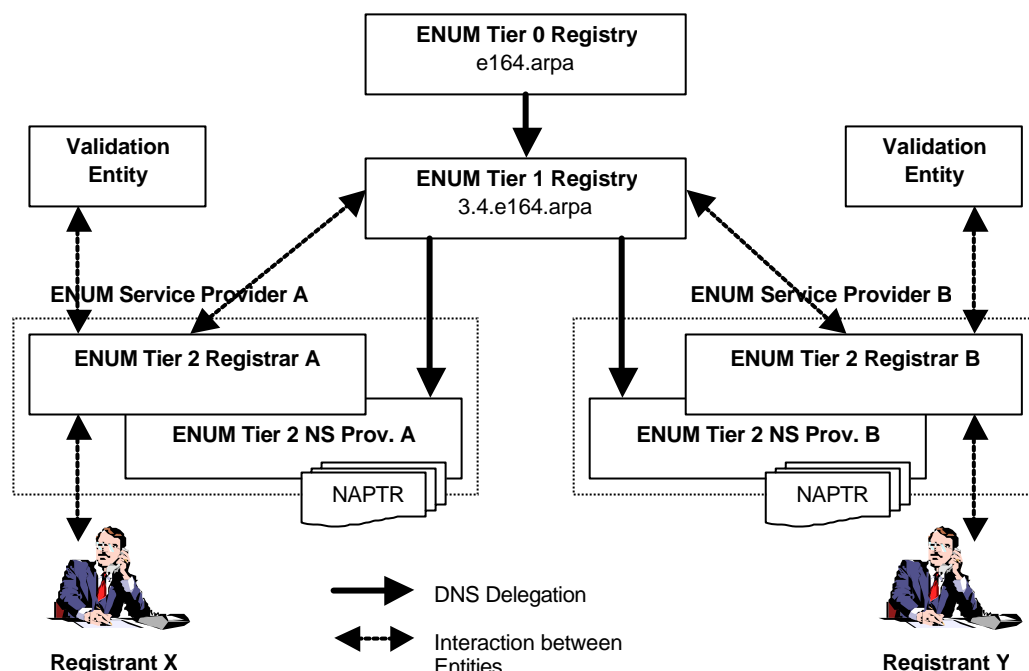 ENUM Tier 0 Registry
e164.arpa
Validation
Entity
ENUM Tier 1 Registry
3.4.e164.arpa
Validation
Entity
ENUM Service Provider A
ENUM Service Provider B
ENUM Tier 2 Registrar A
ENUM Tier 2 Registrar B
ENUM Tier 2 NS Prov. A
ENUM Tier 2 NS Prov. B
NAPTR
NAPTR
DNS Delegation
Interaction between
Entities
Registrant X
Registrant Y